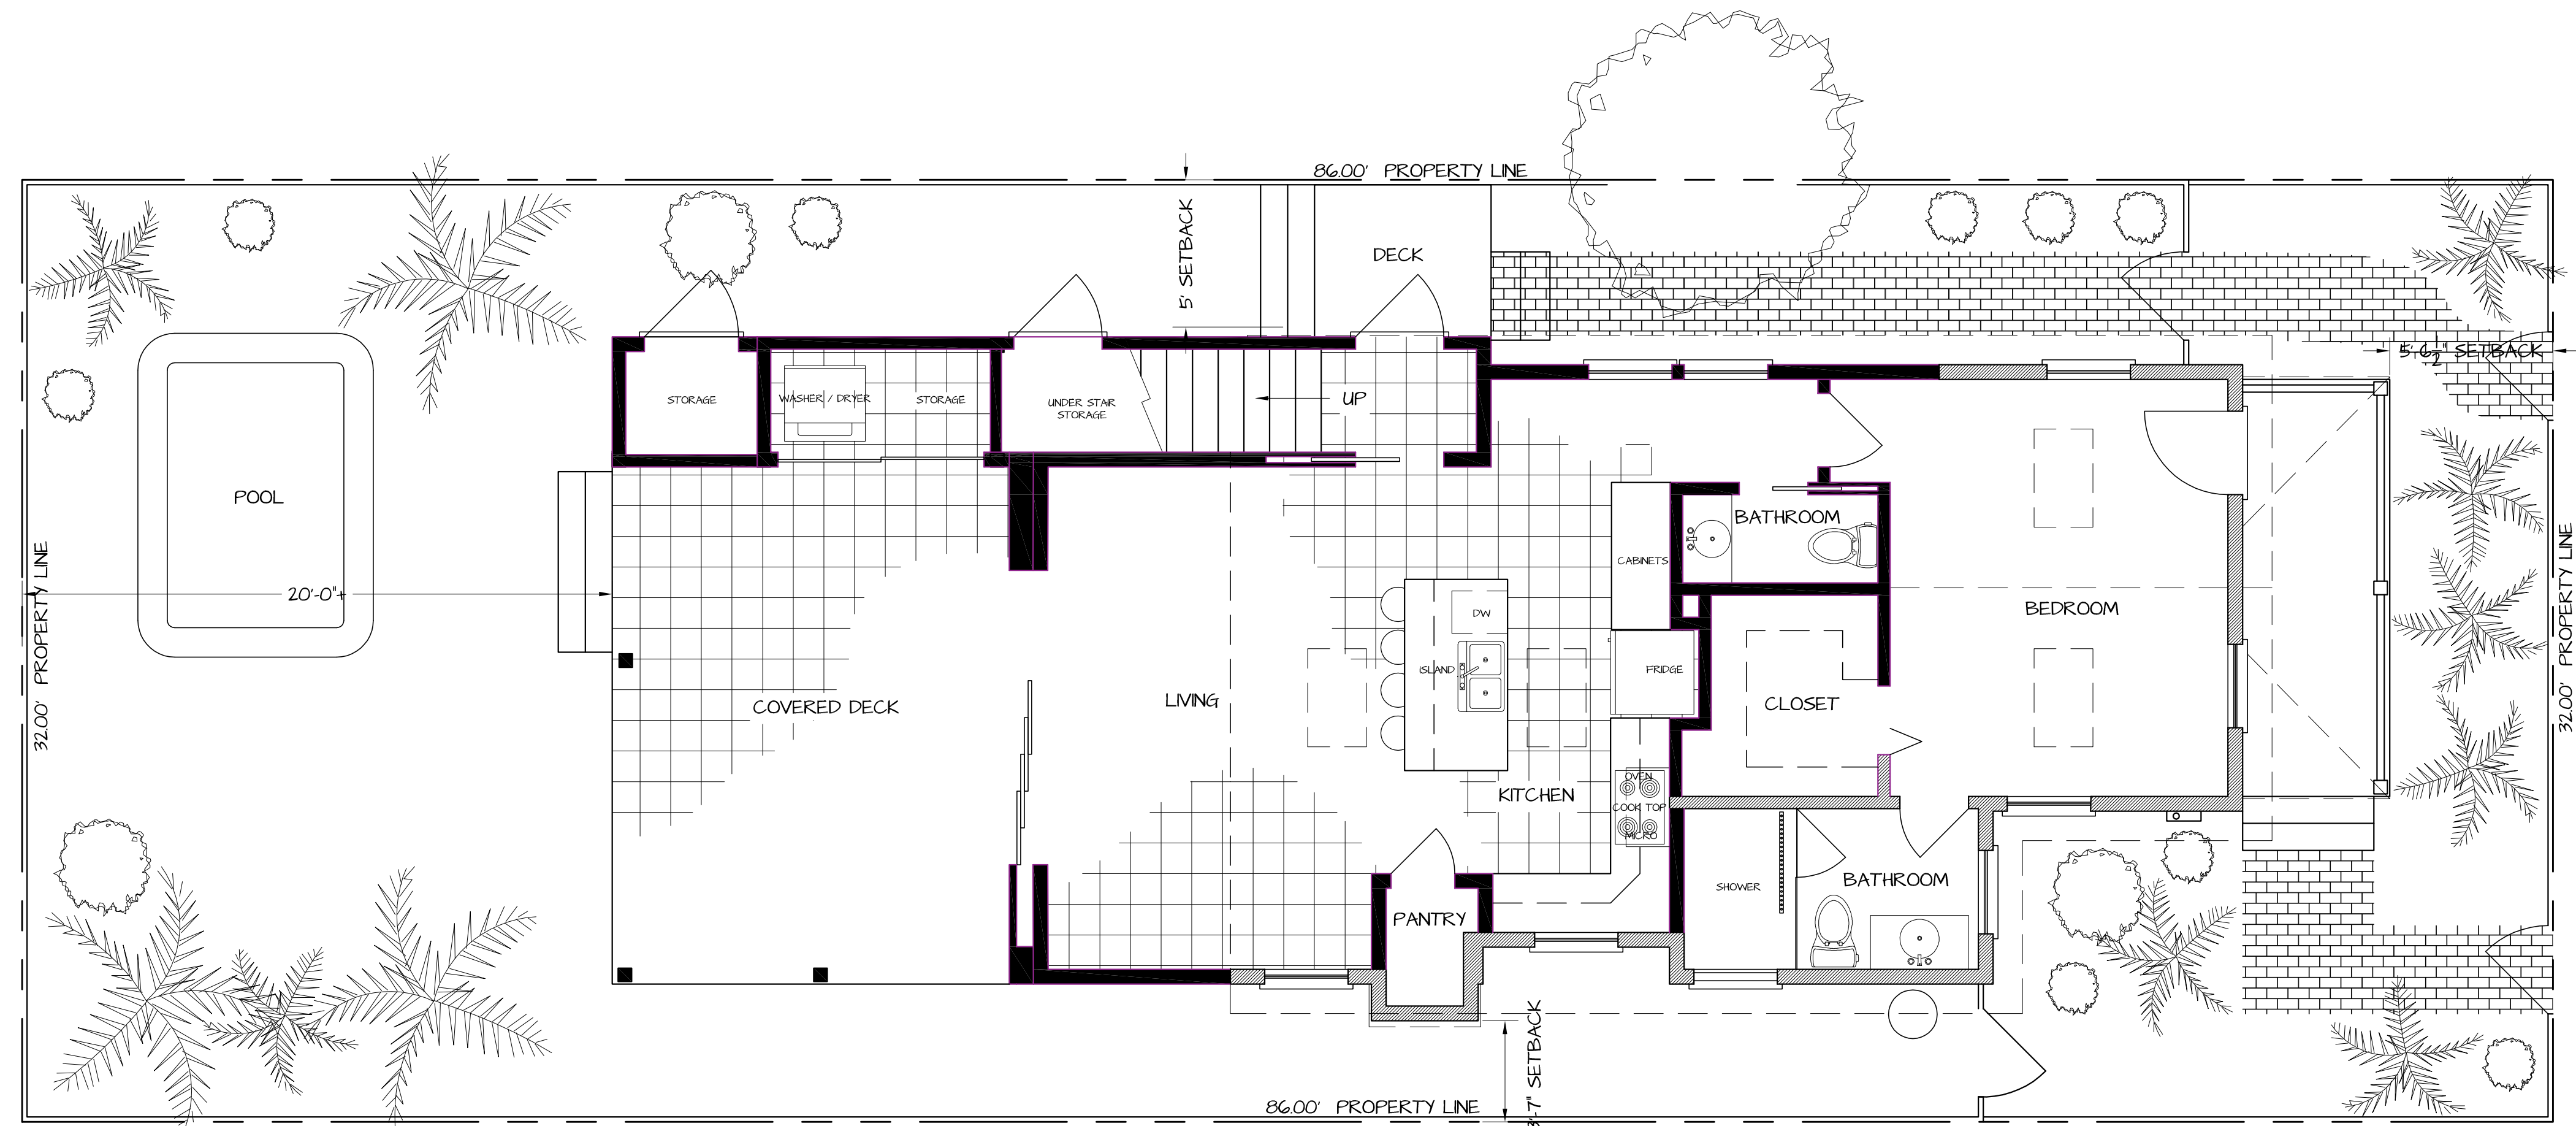 86.00' PROPERTY LINE
5' SETBACK
DECK
5'-6½" SETBACK
STORAGE
WASHER / DRYER
STORAGE
UNDER STAIR
STORAGE
UP
POOL
BATHROOM
CABINETS
20'-0"±
32.00' PROPERTY LINE
DW
BEDROOM
32.00' PROPERTY LINE
ISLAND
FRIDGE
COVERED DECK
LIVING
CLOSET
OVEN
KITCHEN
COOK TOP
MICRO
SHOWER
BATHROOM
PANTRY
SETBACK
86.00' PROPERTY LINE